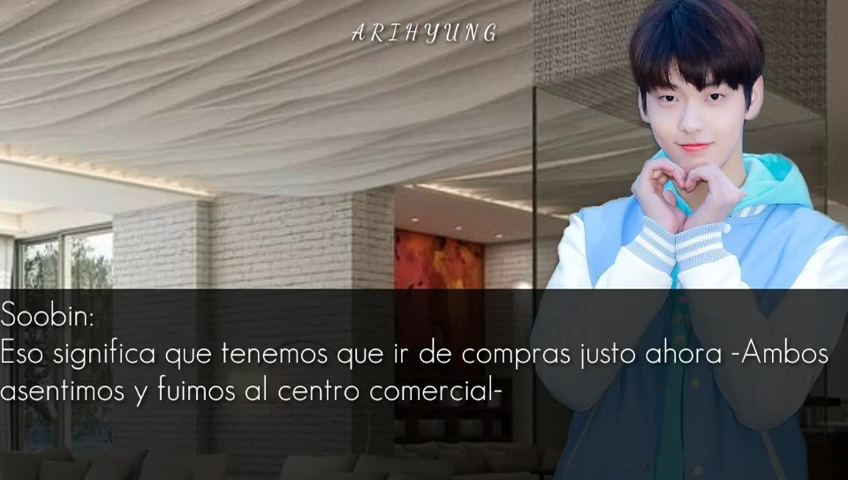 ARIHYUNG
Soobin:
Eso significa que tenemos que ir de compras justo ahora -Ambos
asentimos y fuimos al centro comercial-